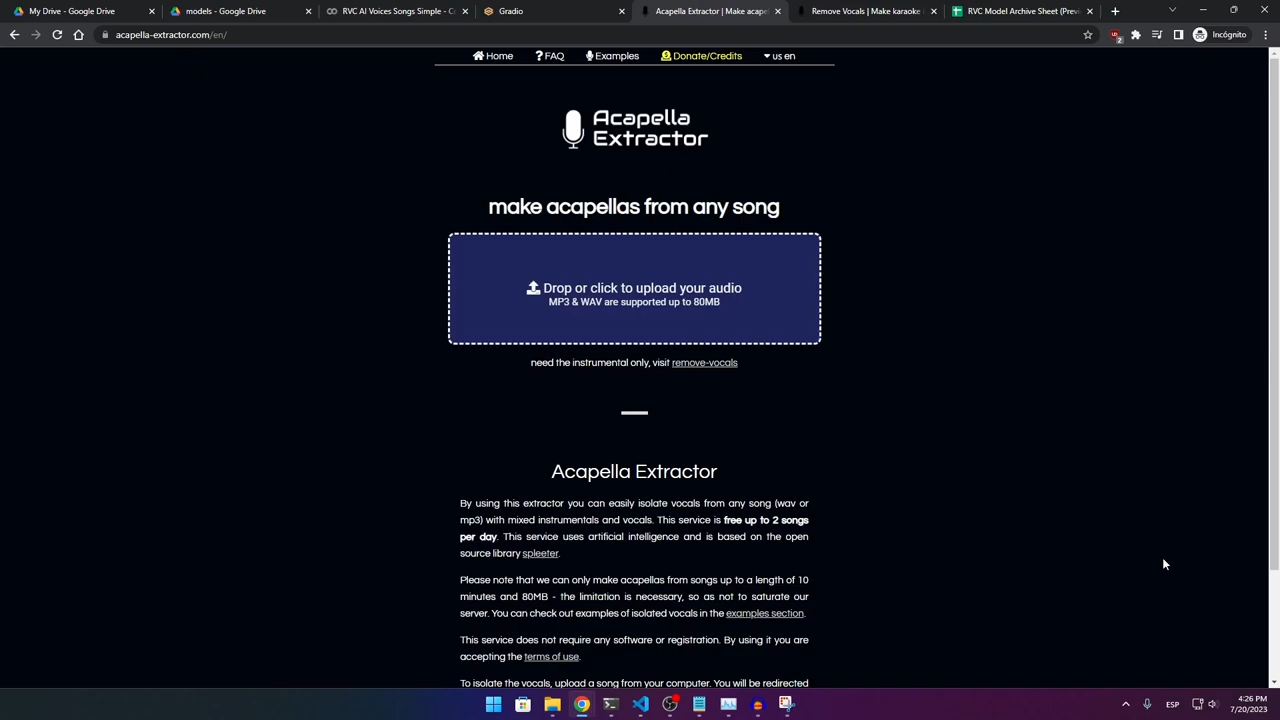 My Drive - Google Drive
models - Google Drive
RVC AI Voices Songs Simple - Co
Gradio
Acapella Extractor | Make acape
Remove Vocals | Make karaoke
RVC Model Archive Sheet (Previ
acapella-extractor.com/en/
Incógnito
Home
FAQ
Examples
Donate/Credits
us en
Acapella
Extractor
make acapellas from any song
Drop or click to upload your audio
MP3 & WAV are supported up to 80MB
need the instrumental only, visit remove-vocals
Acapella Extractor
By using this extractor you can easily isolate vocals from any song (wav or
mp3) with mixed instrumentals and vocals. This service is free up to 2 songs
per day. This service uses artificial intelligence and is based on the open
source library spleeter.
Please note that we can only make acapellas from songs up to a length of 10
minutes and 80MB - the limitation is necessary, so as not to saturate our
server. You can check out examples of isolated vocals in the examples section.
This service does not require any software or registration. By using it you are
accepting the terms of use.
To isolate the vocals, upload a song from your computer. You will be redirected
ESP
4:26 PM
7/20/2023